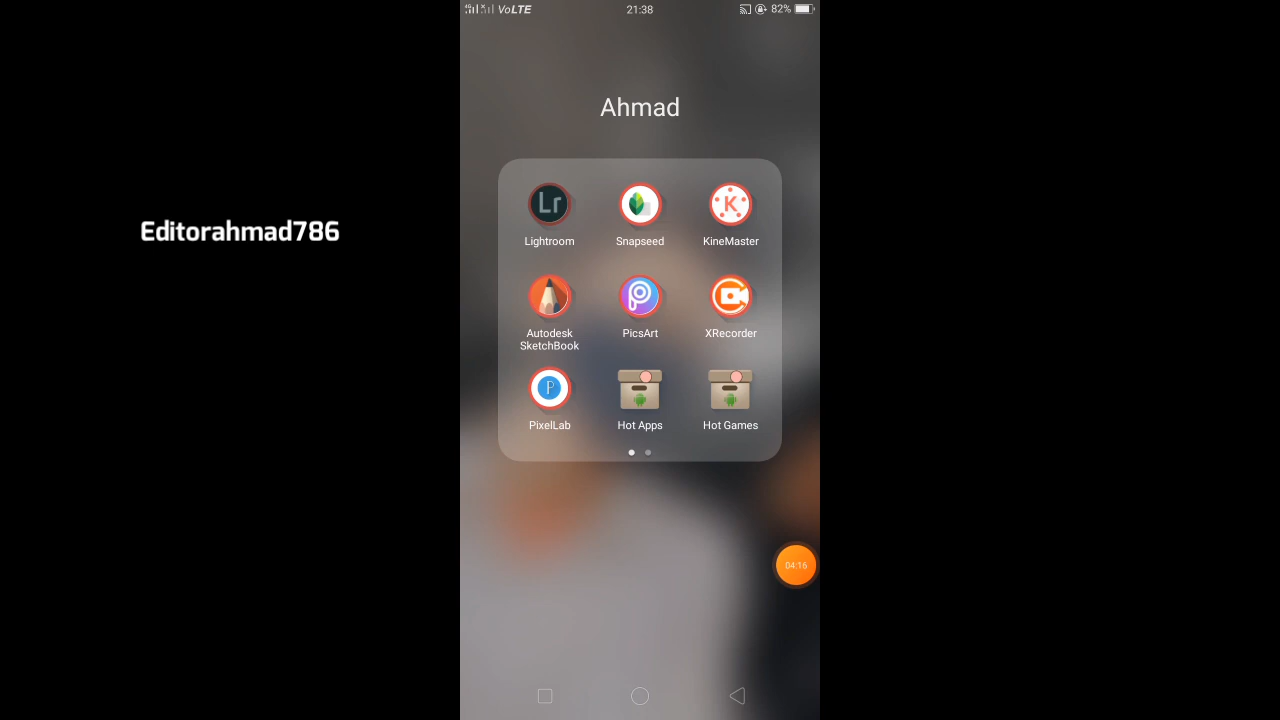 VoLTE 21:38 82%
Ahmad
Editorahmad786
Lr K
Lightroom Snapseed KineMaster
Autodesk SketchBook PicsArt XRecorder
P
PixelLab Hot Apps Hot Games
04:16